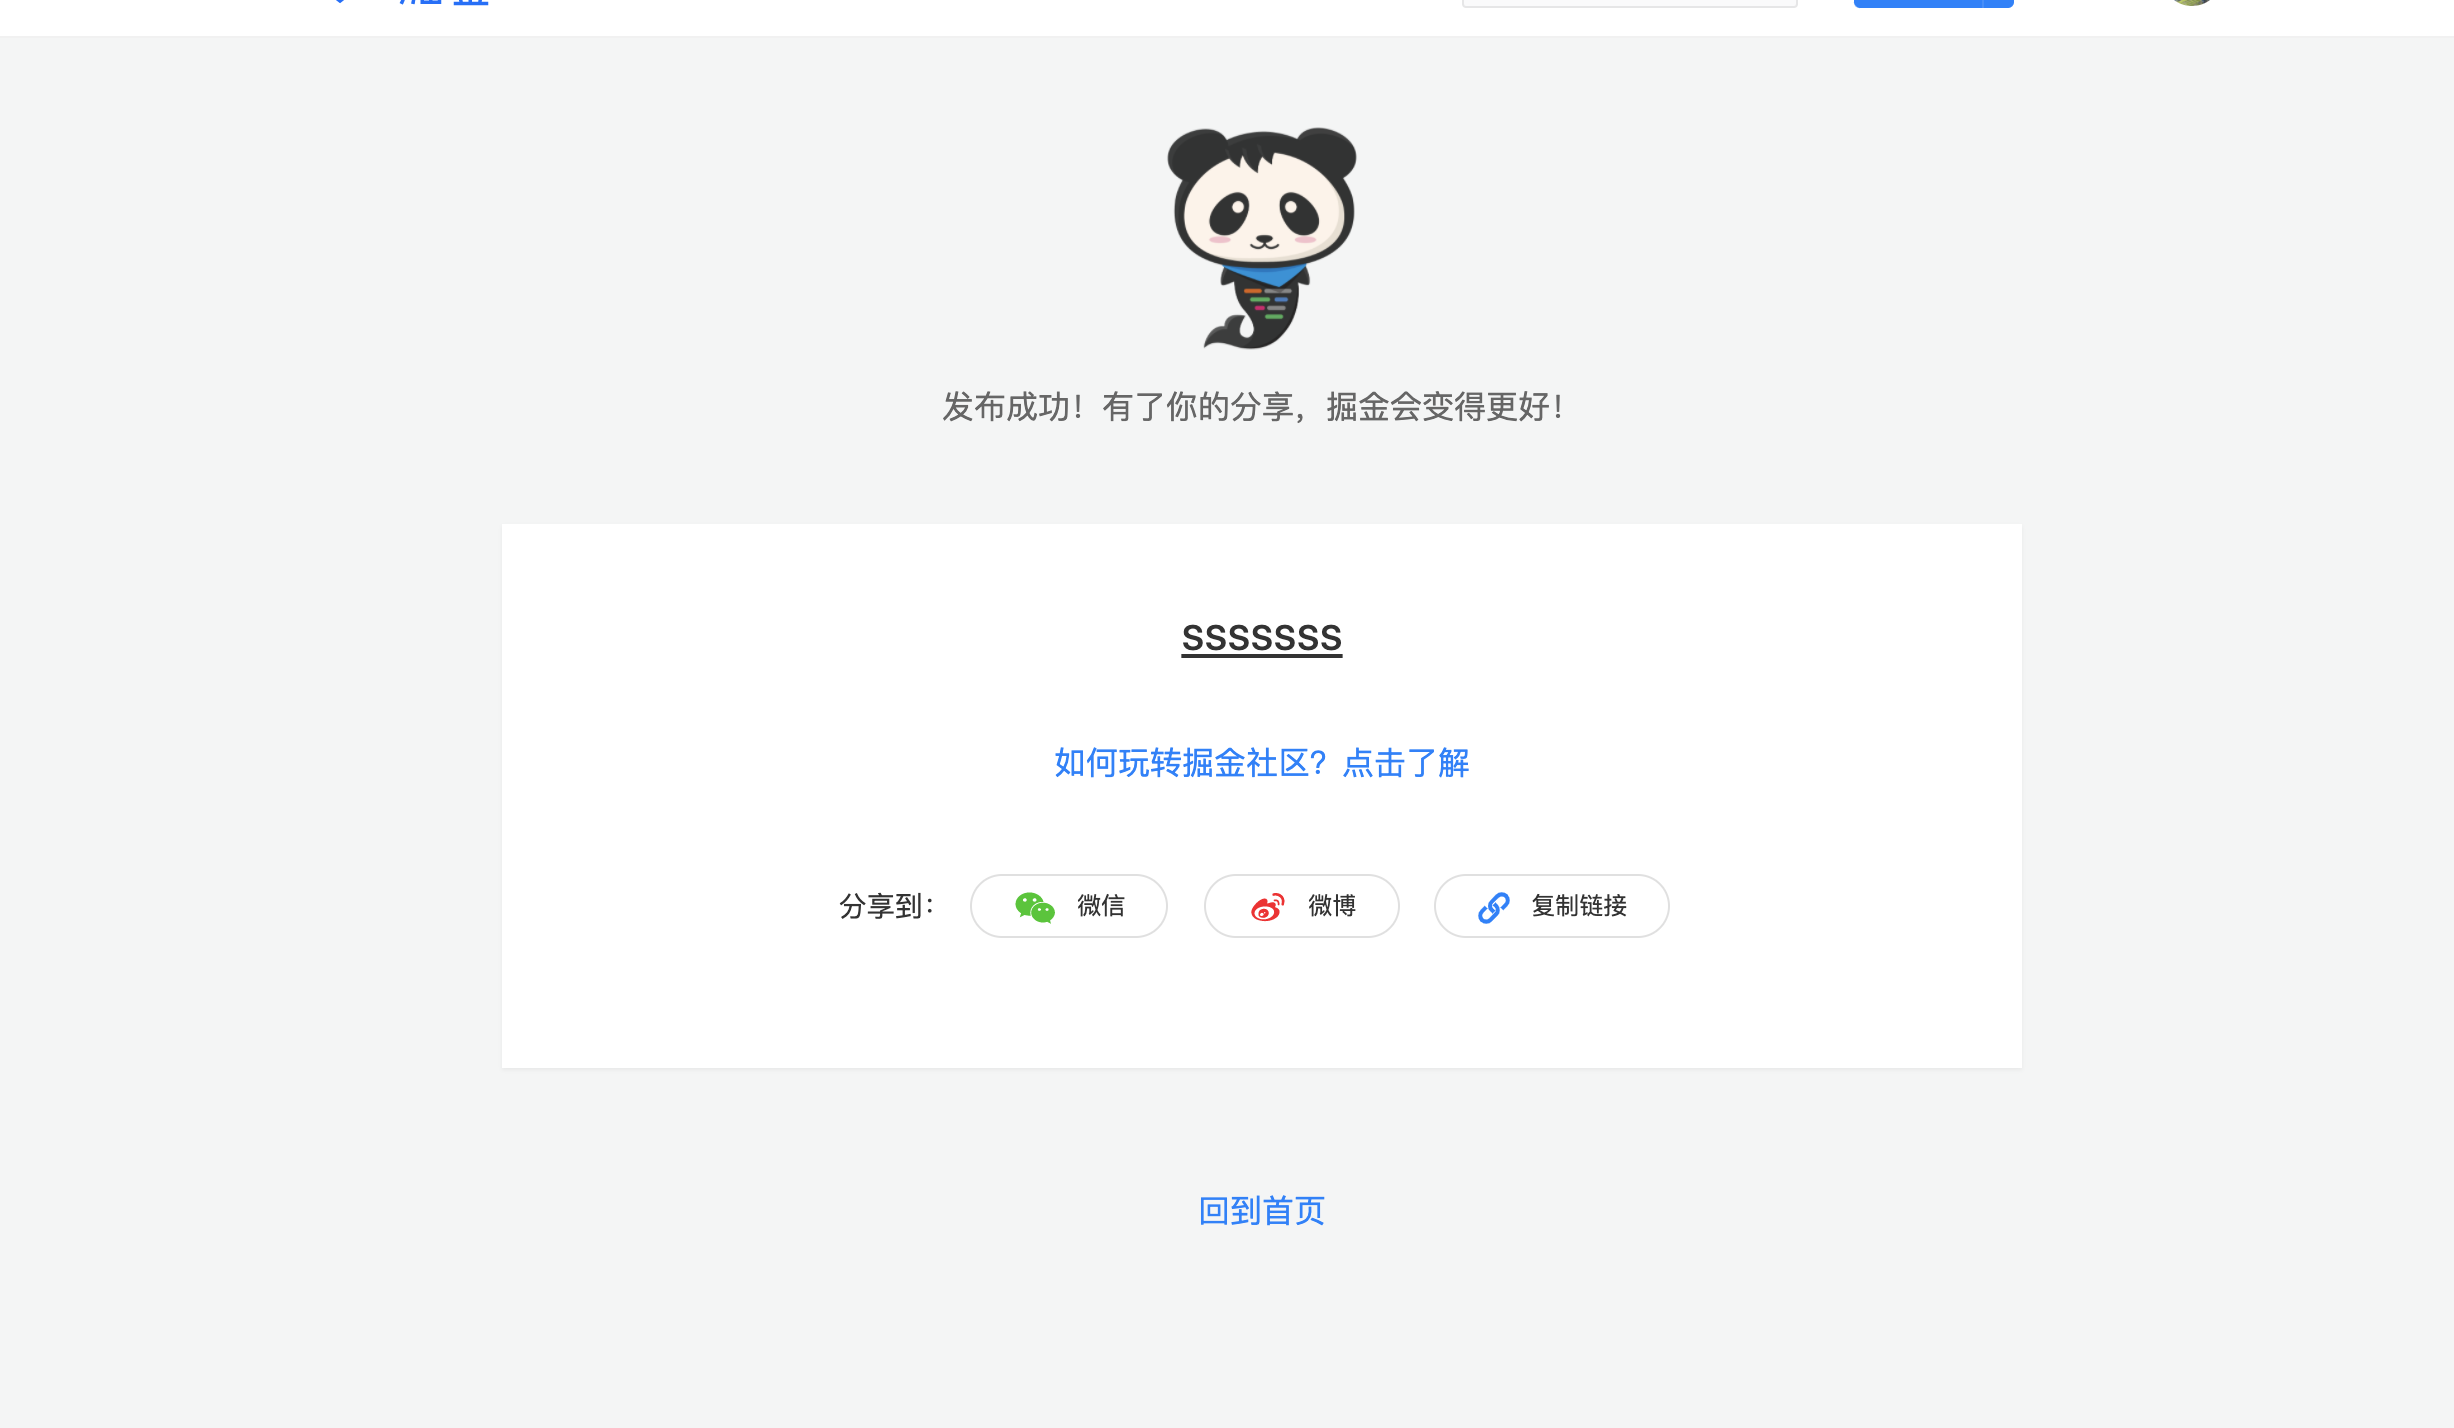 发布成功！有了你的分享，掘金会变得更好！
sssssss
如何玩转掘金社区？点击了解
分享到：
微信
微博
复制链接
回到首页